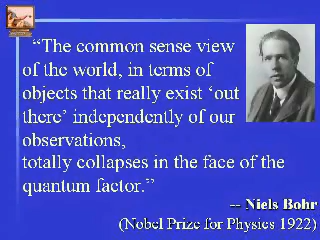 “The common sense view
of the world, in terms of
objects that really exist ‘out
there’ independently of our
observations,
totally collapses in the face of the
quantum factor.”
-- Niels Bohr
(Nobel Prize for Physics 1922)